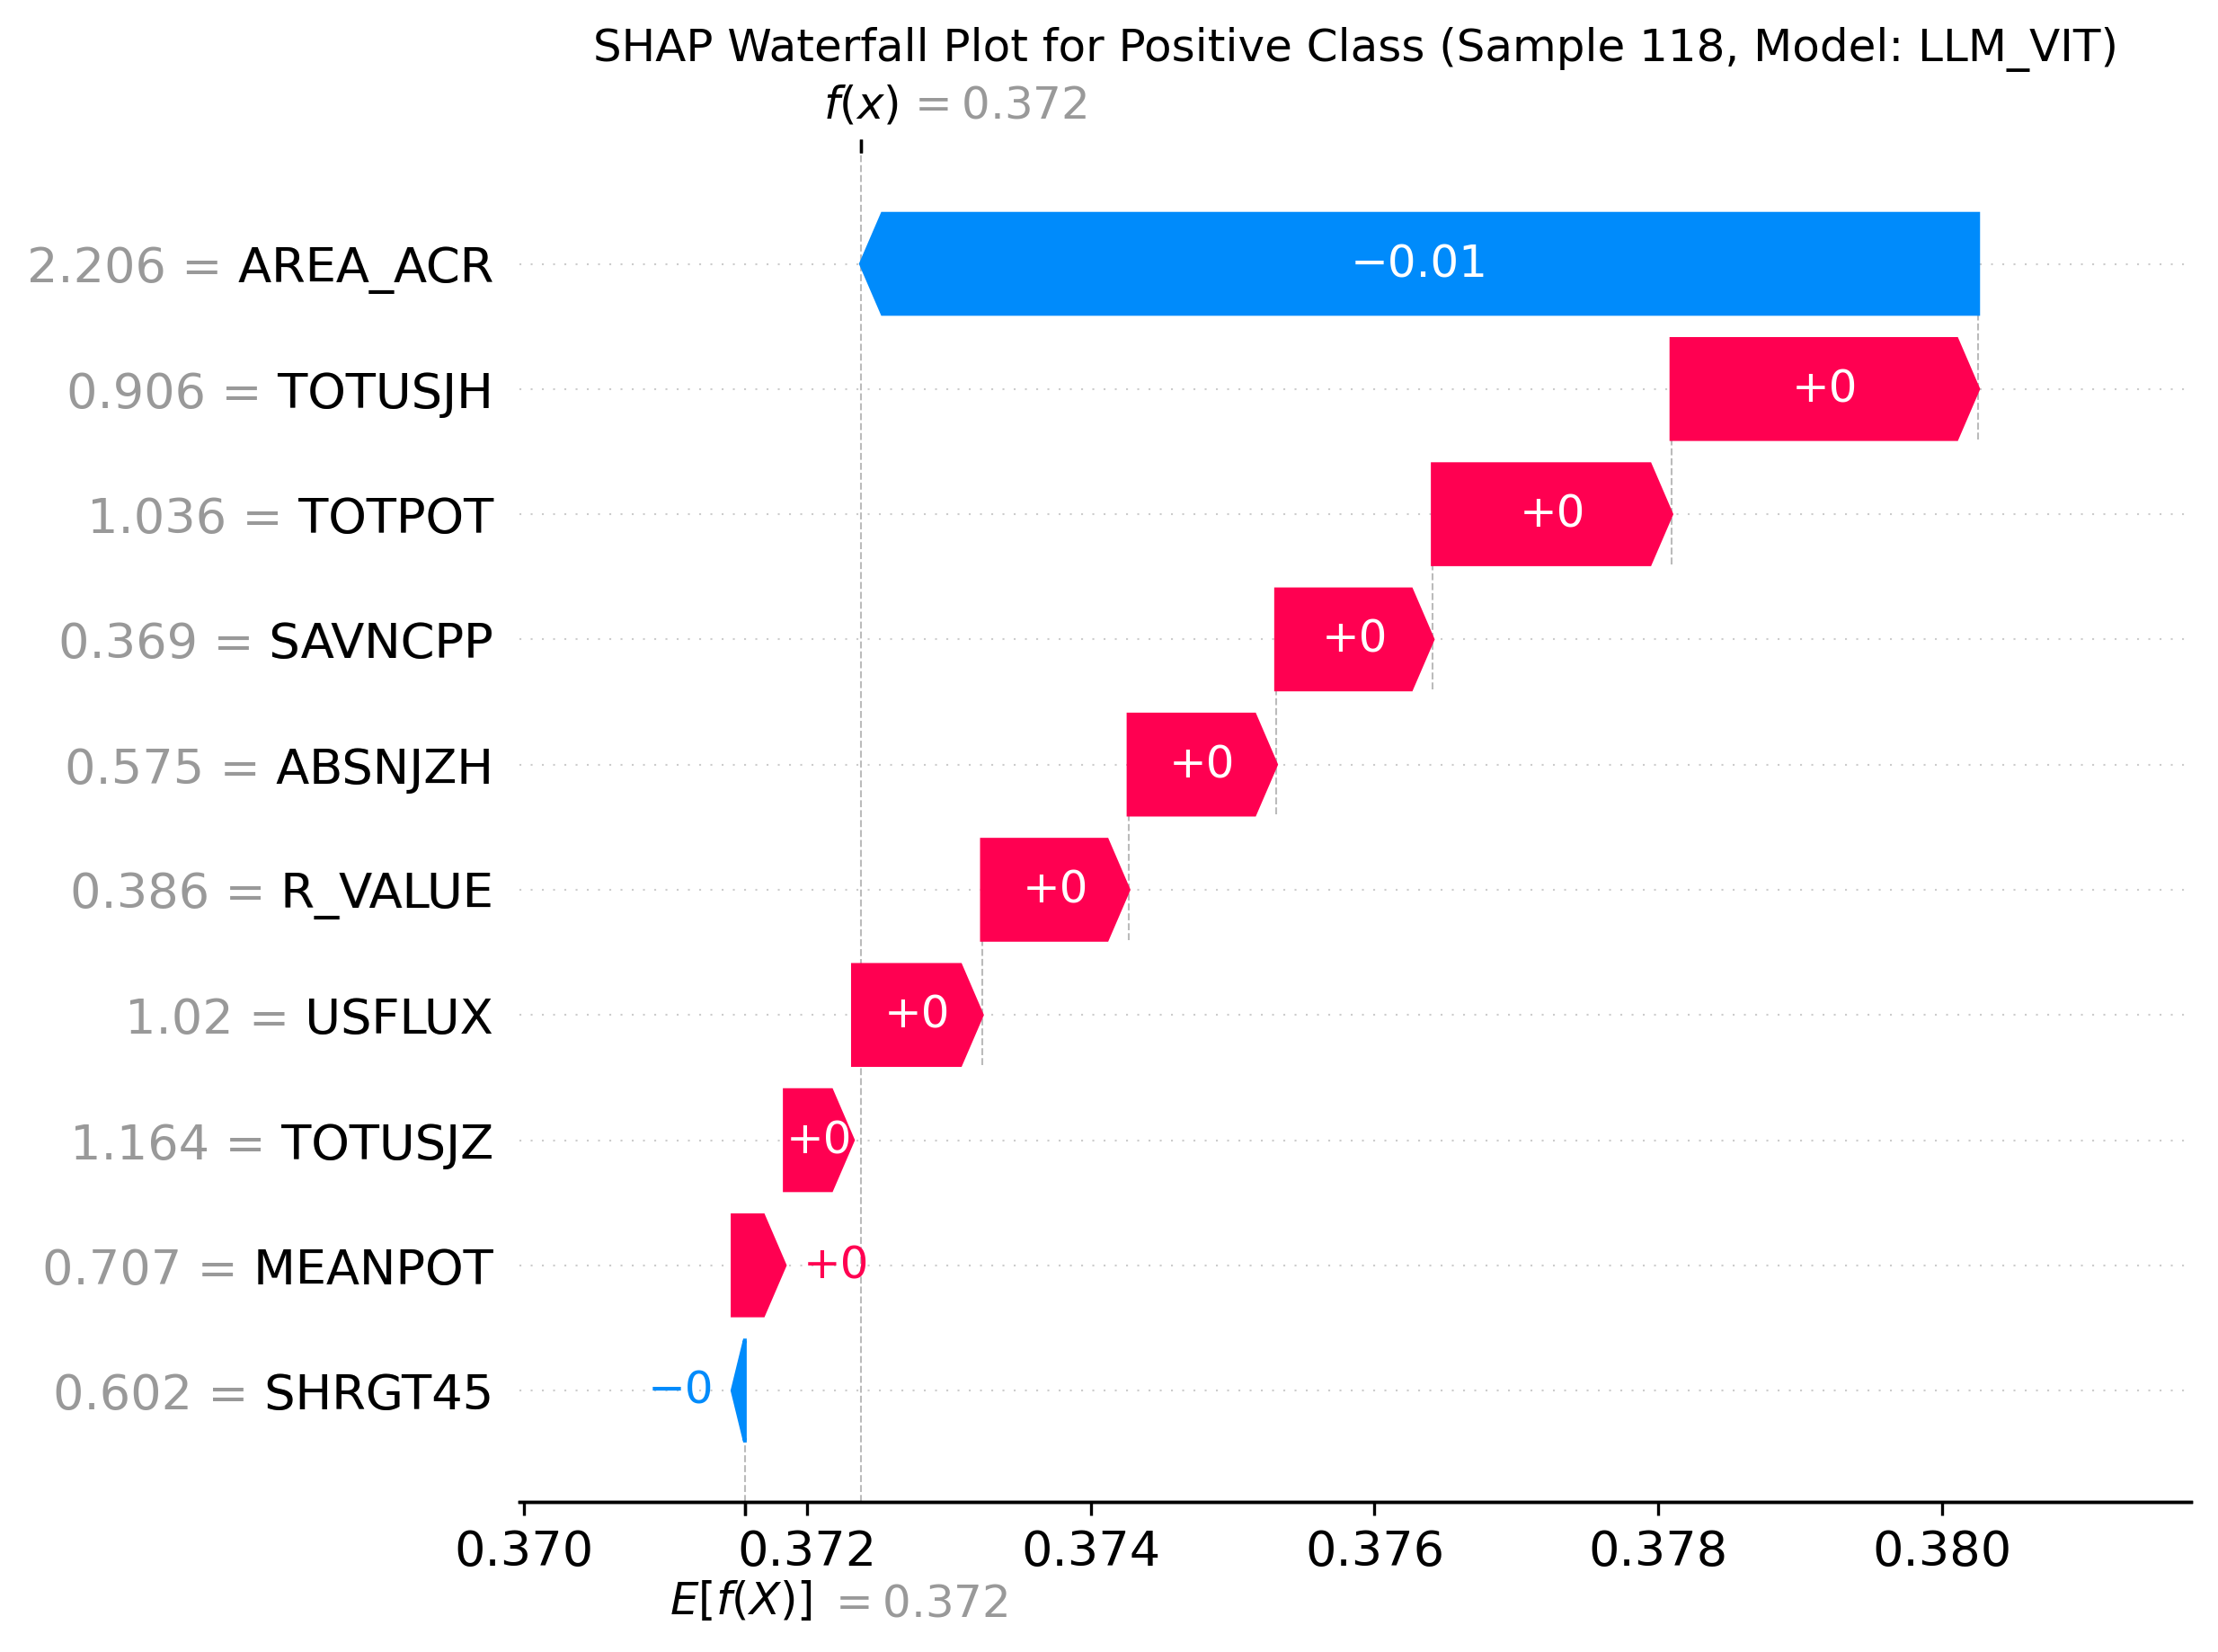 SHAP Waterfall Plot for Positive Class (Sample 118, Model: LLM_VIT)
f(x) = 0.372
2.206 = AREA_ACR −0.01
0.906 = TOTUSJH +0
1.036 = TOTPOT +0
0.369 = SAVNCPP +0
0.575 = ABSNJZH +0
0.386 = R_VALUE +0
1.02 = USFLUX +0
1.164 = TOTUSJZ +0
0.707 = MEANPOT +0
0.602 = SHRGT45 −0
0.370 0.372 0.374 0.376 0.378 0.380
E[f(X)] = 0.372